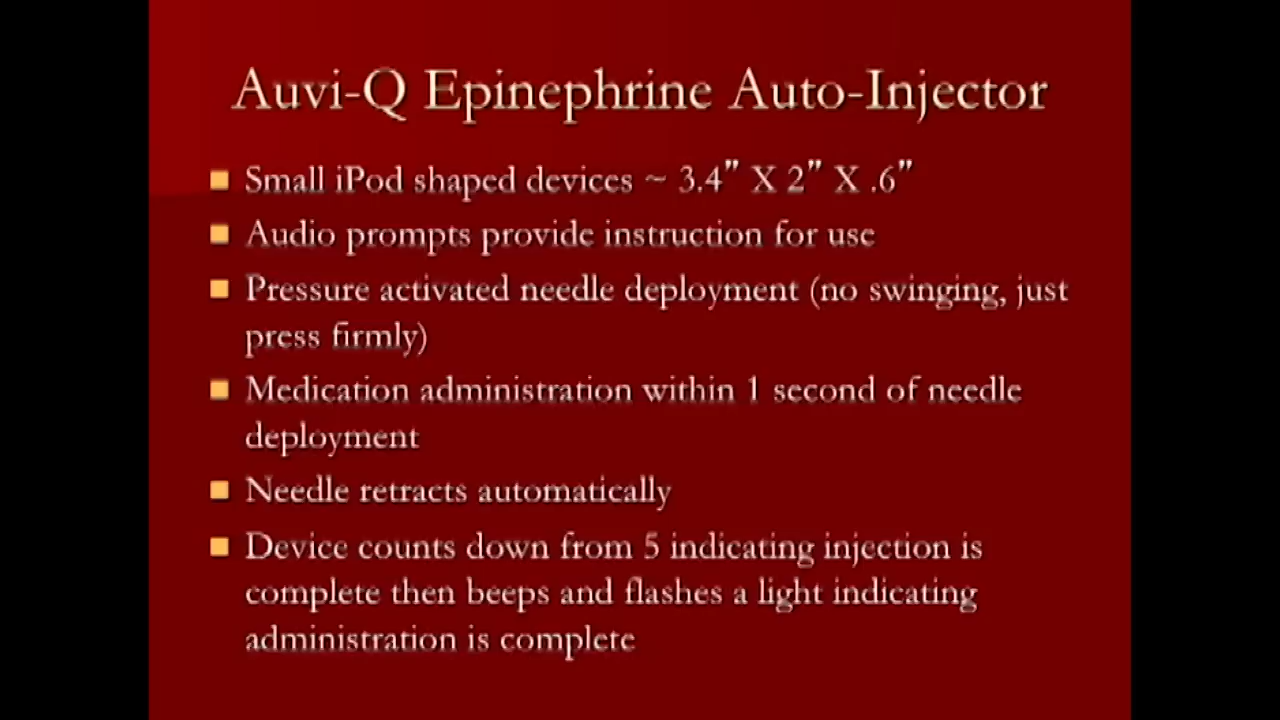 Auvi-Q Epinephrine Auto-Injector
Small iPod shaped devices ~ 3.4” X 2” X .6”
Audio prompts provide instruction for use
Pressure activated needle deployment (no swinging, just
press firmly)
Medication administration within 1 second of needle
deployment
Needle retracts automatically
Device counts down from 5 indicating injection is
complete then beeps and flashes a light indicating
administration is complete